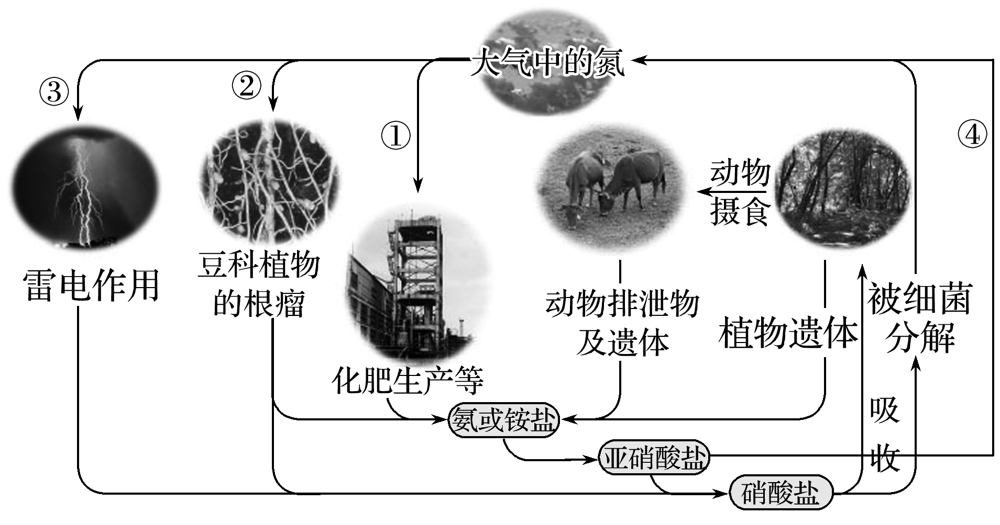 大气中的氮
③
②
①
④
动物
摄食
雷电作用
豆科植物
的根瘤
化肥生产等
动物排泄物
及遗体
植物遗体
被细菌
分解
吸
收
氨或铵盐
亚硝酸盐
硝酸盐